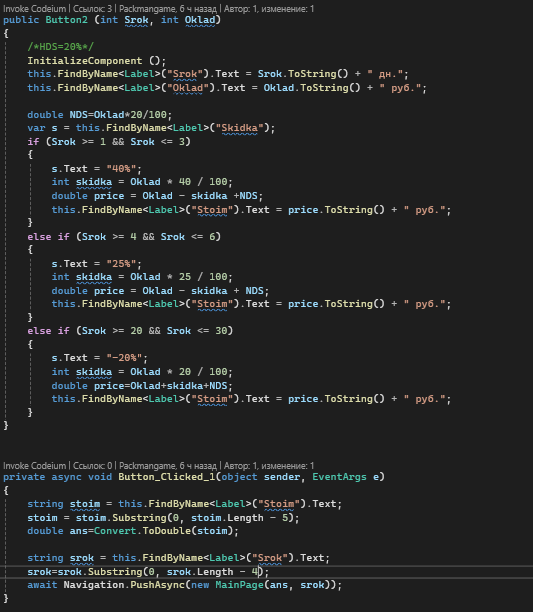 Invoke Codeium | Ссылок: 3 | Packmangame, 6 ч назад | Автор: 1, изменение: 1
public Button2 (int Srok, int Oklad)
{
/*HDS=20%*/
InitializeComponent ();
this.FindByName<Label>("Srok").Text = Srok.ToString() + " дн.";
this.FindByName<Label>("Oklad").Text = Oklad.ToString() + " руб.";
double NDS=Oklad*20/100;
var s = this.FindByName<Label>("Skidka");
if (Srok >= 1 && Srok <= 3)
{
s.Text = "40%";
int skidka = Oklad * 40 / 100;
double price = Oklad - skidka +NDS;
this.FindByName<Label>("Stoim").Text = price.ToString() + " руб.";
}
else if (Srok >= 4 && Srok <= 6)
{
s.Text = "25%";
int skidka = Oklad * 25 / 100;
double price = Oklad - skidka + NDS;
this.FindByName<Label>("Stoim").Text = price.ToString() + " руб.";
}
else if (Srok >= 20 && Srok <= 30)
{
s.Text = "-20%";
int skidka = Oklad * 20 / 100;
double price=Oklad+skidka+NDS;
this.FindByName<Label>("Stoim").Text = price.ToString() + " руб.";
}
}
Invoke Codeium | Ссылок: 0 | Packmangame, 6 ч назад | Автор: 1, изменение: 1
private async void Button_Clicked_1(object sender, EventArgs e)
{
string stoim = this.FindByName<Label>("Stoim").Text;
stoim = stoim.Substring(0, stoim.Length - 5);
double ans=Convert.ToDouble(stoim);
string srok = this.FindByName<Label>("Srok").Text;
srok=srok.Substring(0, srok.Length - 4);
await Navigation.PushAsync(new MainPage(ans, srok));
}